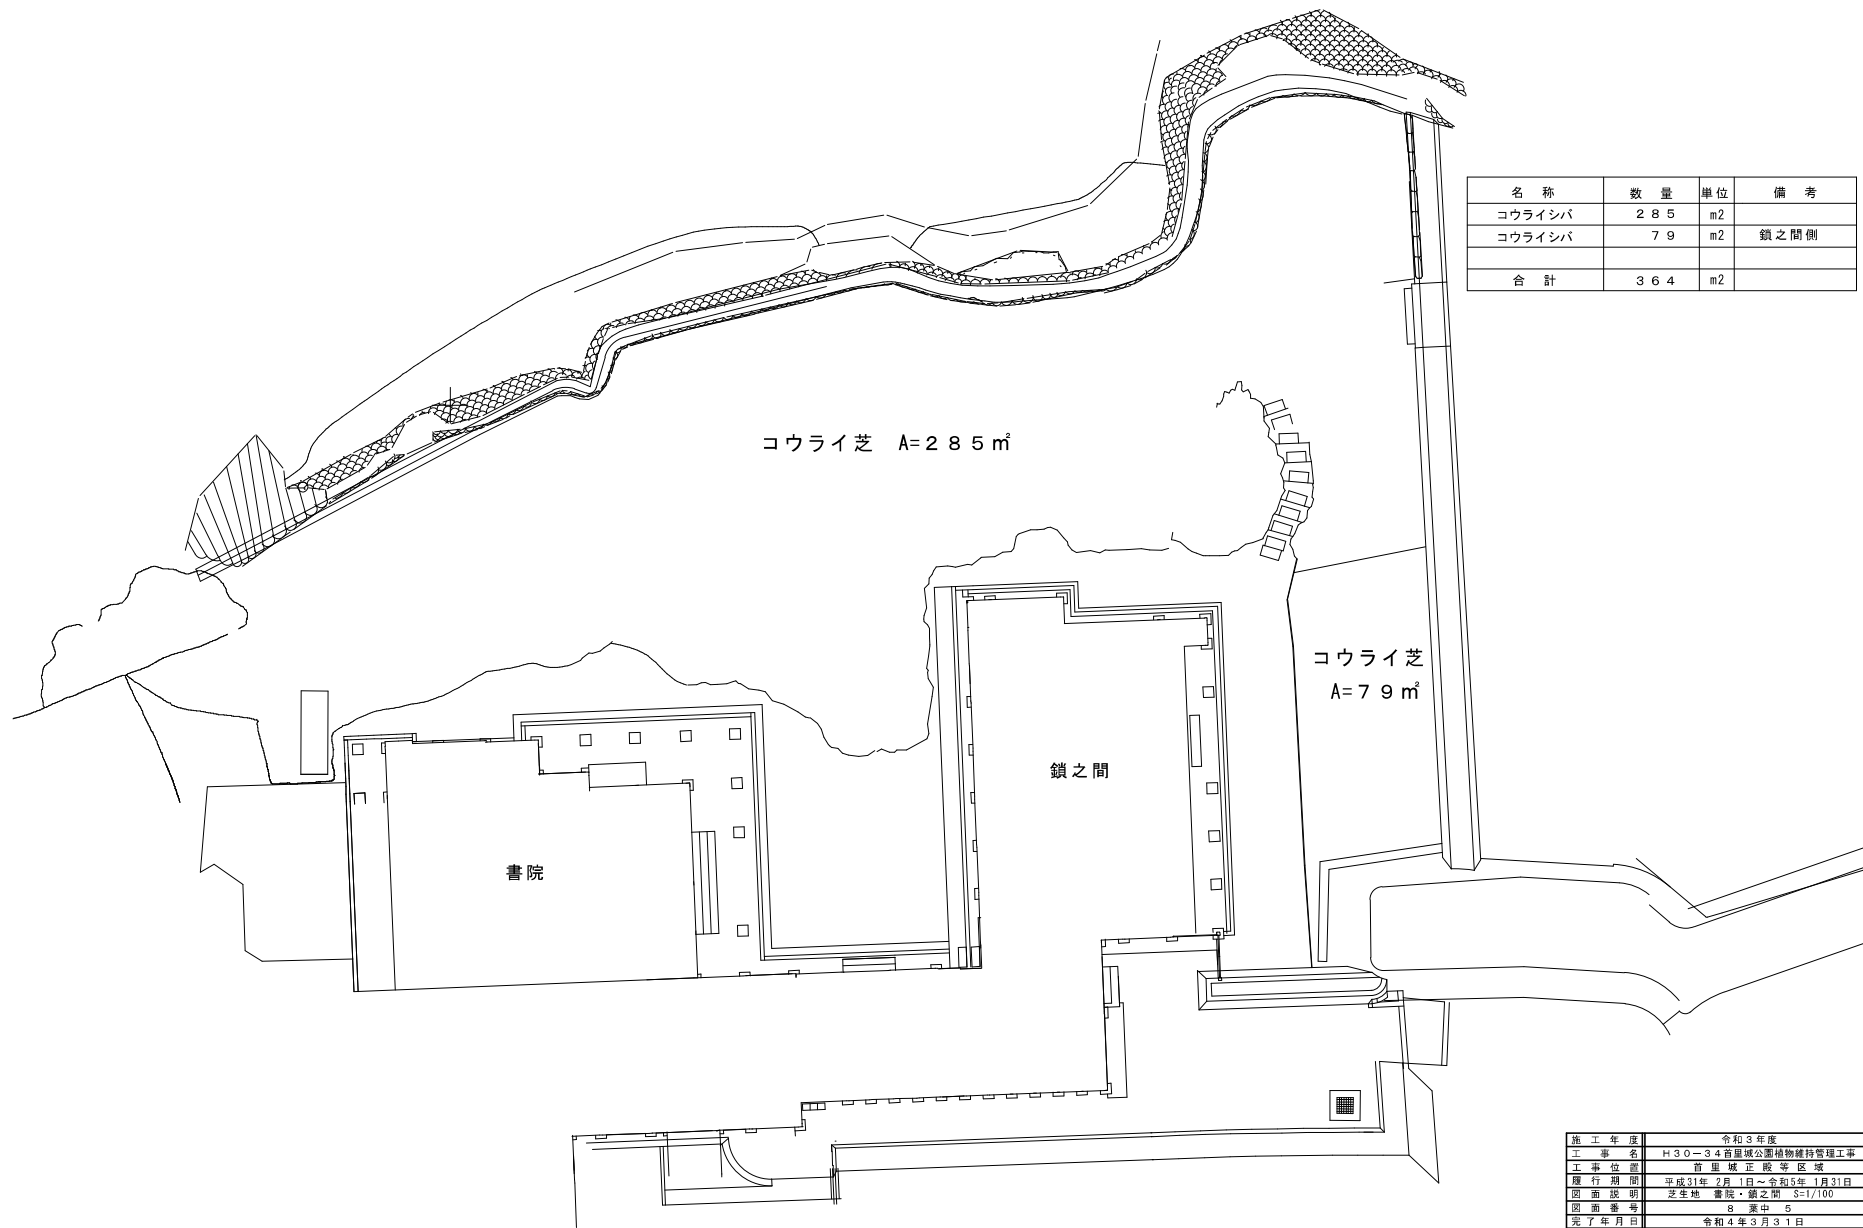 名 称 数 量 単位 備 考
コウライシバ ２８５ m2
コウライシバ ７９ m2 鎖之間側
合 計 ３６４ m2
コウライ芝 A=２８５㎡
コウライ芝
A=７９㎡
鎖之間
書院
施工年度 令和３年度
工事名 Ｈ３０－３４首里城公園植物維持管理工事
工事位置 首里城正殿等区域
履行期間 平成31年 2月 1日～令和5年 1月31日
図面説明 芝生地 書院・鎖之間 S=1/100
図面番号 ８ 葉中 ５
完了年月日 令和４年３月３１日